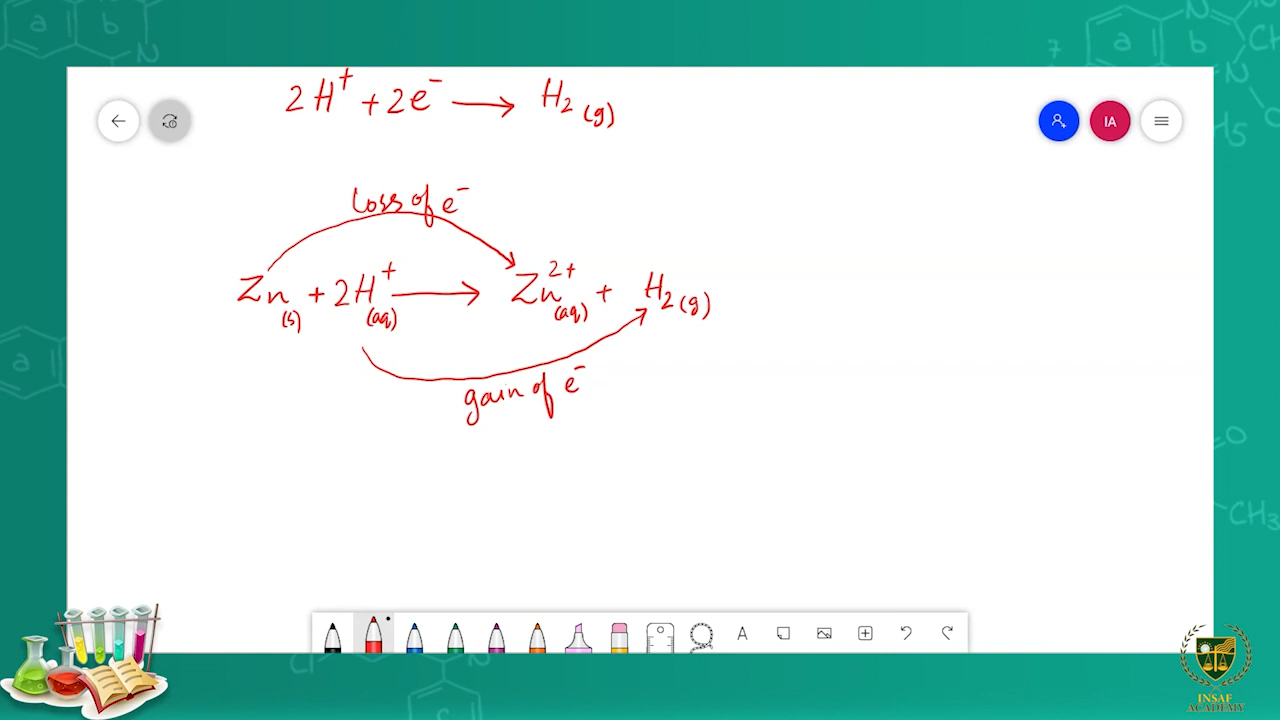 2H⁺ + 2e⁻ → H₂ (g)
IA
loss of e⁻
Zn (s) + 2H⁺ (aq) → Zn²⁺ (aq) + H₂ (g)
gain of e⁻
A
INSAF
ACADEMY